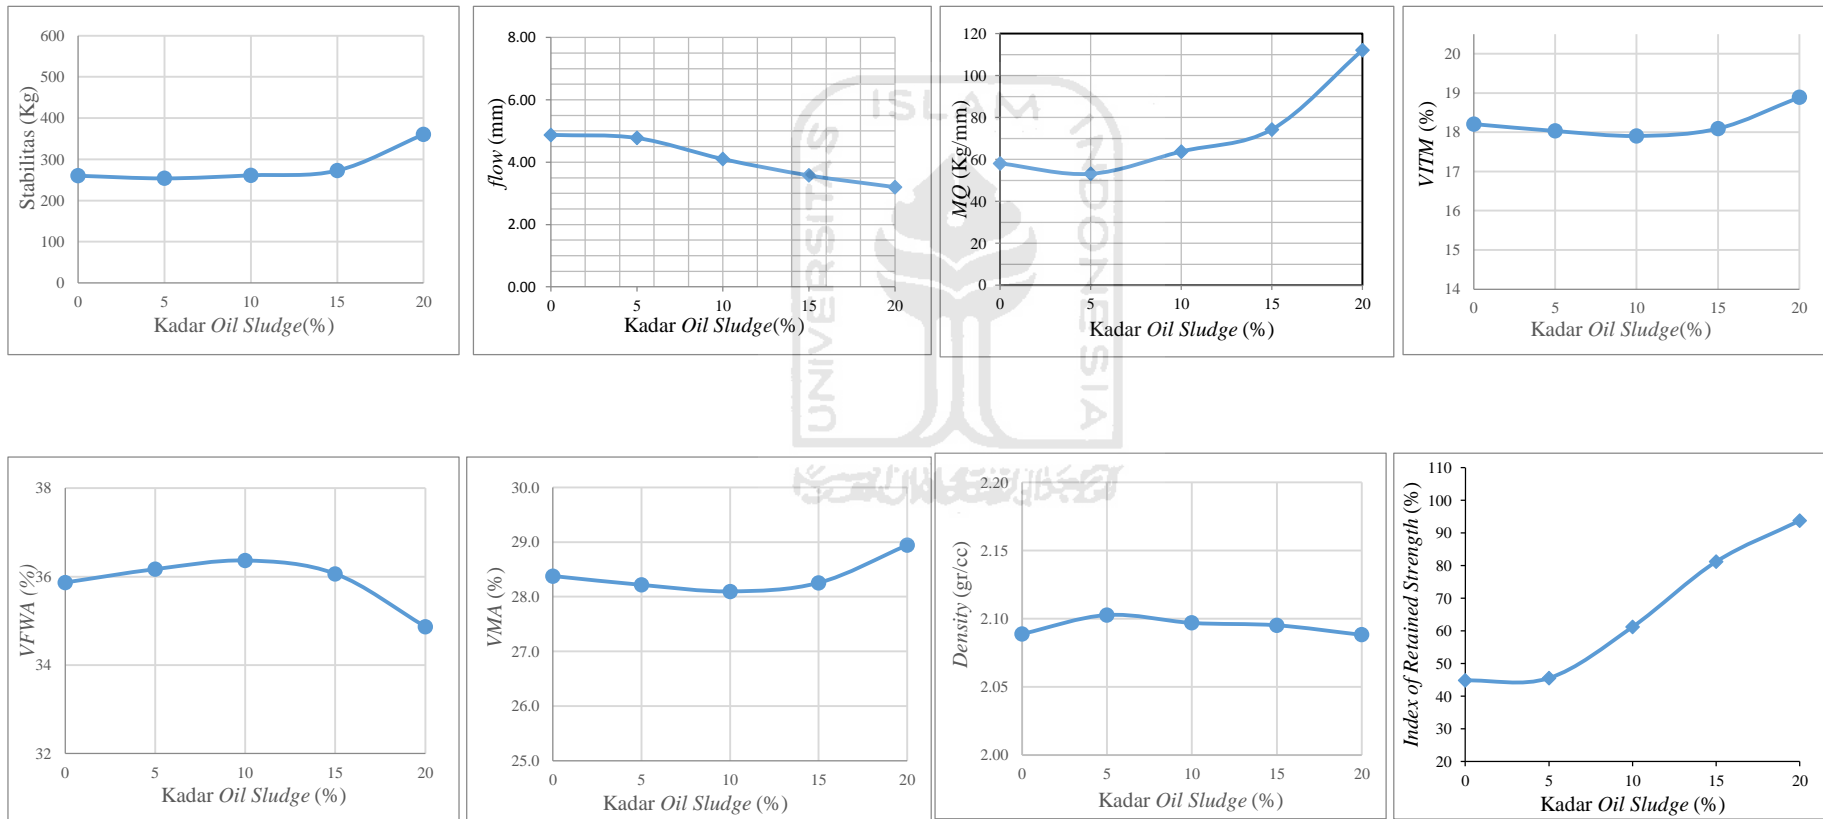 600
500
400
300
200
100
0
Stabilitas (Kg)
0 5 10 15 20
Kadar Oil Sludge(%)
8.00
6.00
4.00
2.00
0.00
flow (mm)
0 5 10 15 20
Kadar Oil Sludge(%)
120
100
80
60
40
20
0
MQ (Kg/mm)
0 5 10 15 20
Kadar Oil Sludge (%)
20
19
18
17
16
15
14
VITM (%)
0 5 10 15 20
Kadar Oil Sludge(%)
UNIVERSITAS
ISLAM
INDONESIA
38
36
34
32
VFWA (%)
0 5 10 15 20
Kadar Oil Sludge (%)
30.0
29.0
28.0
27.0
26.0
25.0
VMA (%)
0 5 10 15 20
Kadar Oil Sludge (%)
2.20
2.15
2.10
2.05
2.00
Density (gr/cc)
0 5 10 15 20
Kadar Oil Sludge (%)
110
100
90
80
70
60
50
40
30
20
Index of Retained Strength (%)
0 5 10 15 20
Kadar Oil Sludge (%)